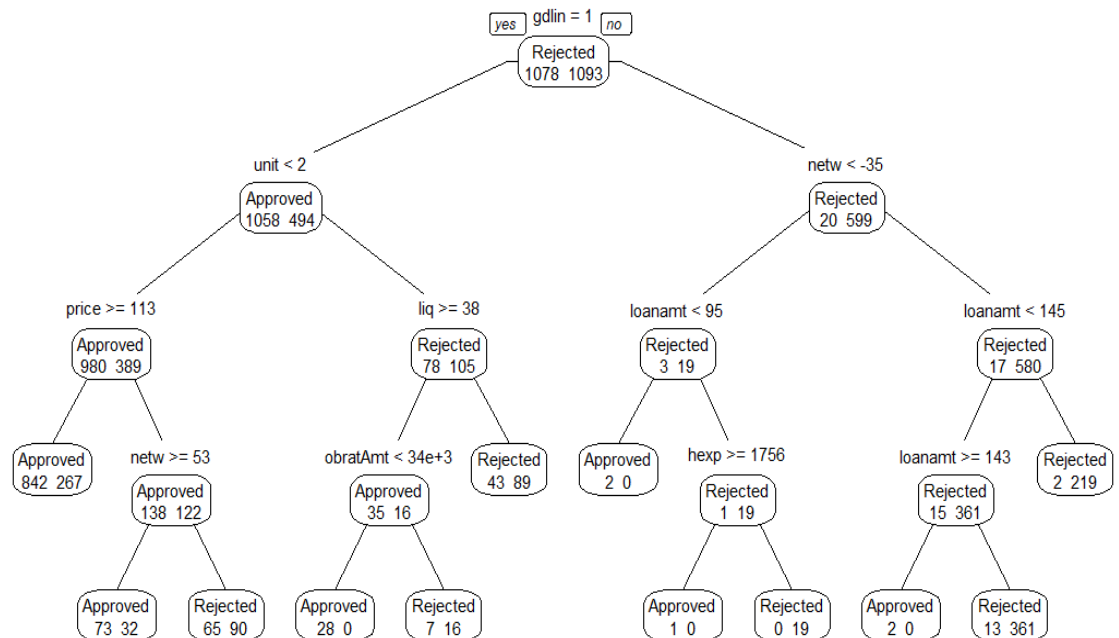 yes gdlin = 1 no
Rejected
1078 1093
unit < 2
netw < -35
Approved
1058 494
Rejected
20 599
price >= 113
liq >= 38
loanamt < 95
loanamt < 145
Approved
980 389
Rejected
78 105
Rejected
3 19
Rejected
17 580
Approved
842 267
netw >= 53
obratAmt < 34e+3
Rejected
43 89
Approved
2 0
hexp >= 1756
loanamt >= 143
Rejected
2 219
Approved
138 122
Approved
35 16
Rejected
1 19
Rejected
15 361
Approved
73 32
Rejected
65 90
Approved
28 0
Rejected
7 16
Approved
1 0
Rejected
0 19
Approved
2 0
Rejected
13 361